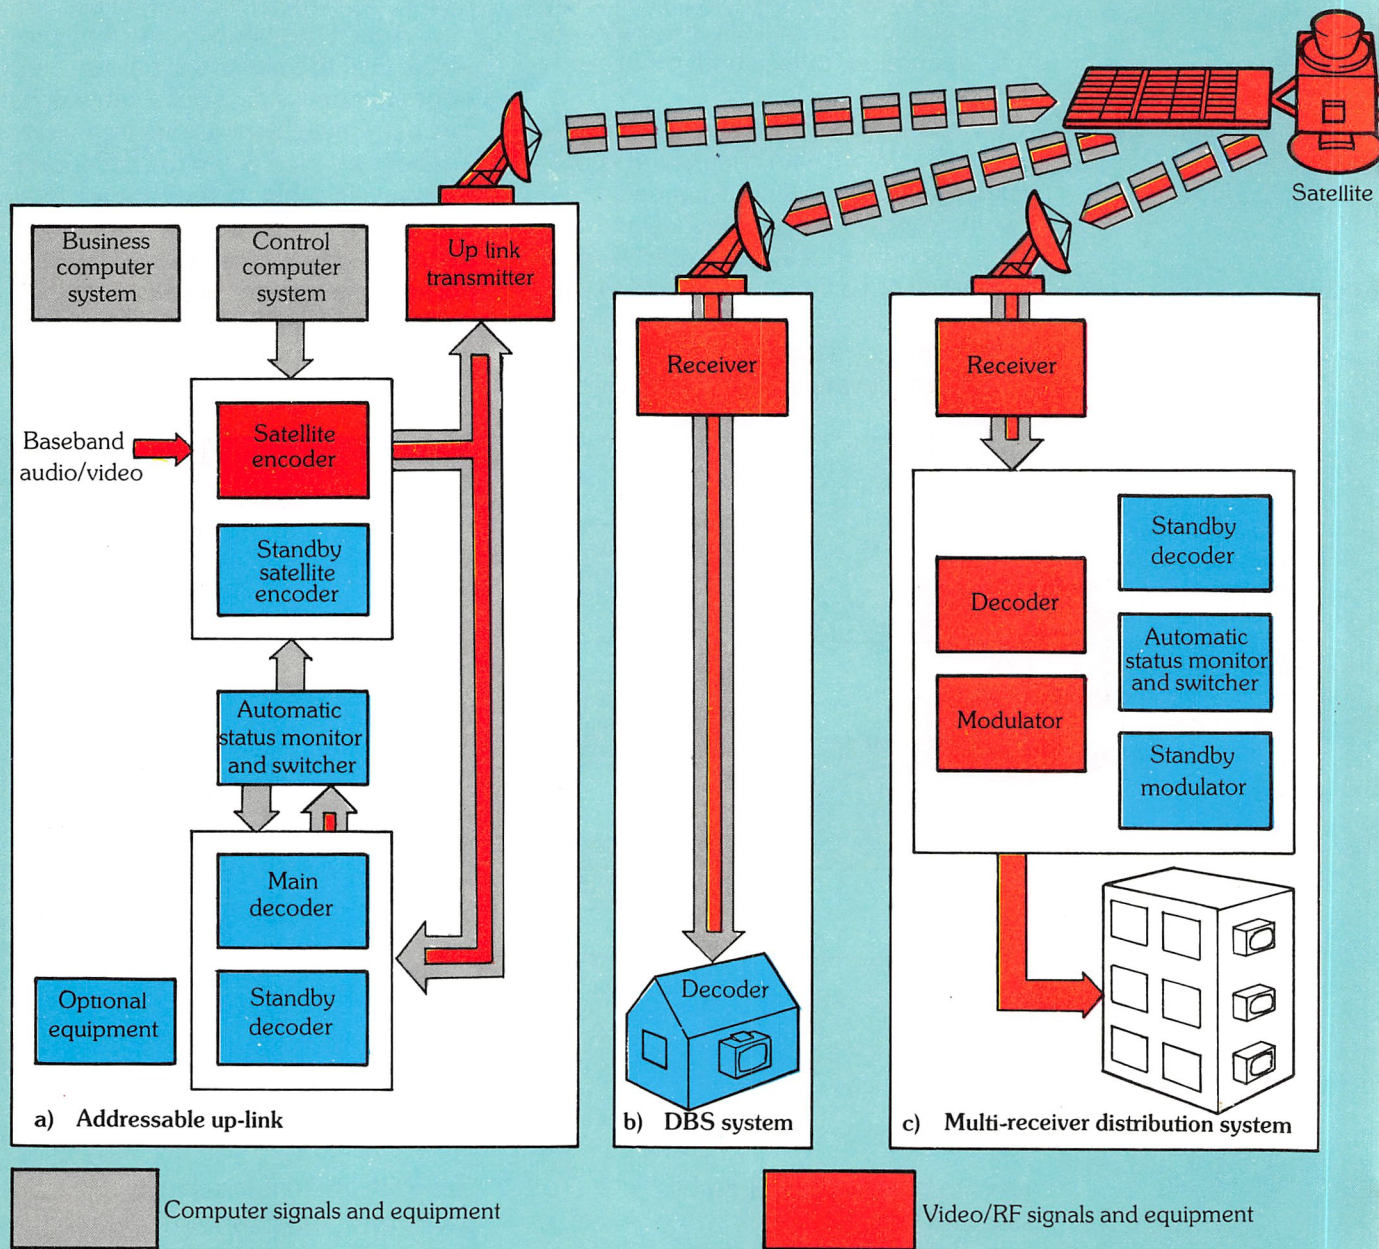 Satellite
Business
computer
system
Control
computer
system
Up link
transmitter
Baseband
audio/video
Satellite
encoder
Standby
satellite
encoder
Automatic
status monitor
and switcher
Main
decoder
Standby
decoder
Optional
equipment
a) Addressable up-link
Receiver
Decoder
b) DBS system
Receiver
Decoder
Modulator
Standby
decoder
Automatic
status monitor
and switcher
Standby
modulator
c) Multi-receiver distribution system
Computer signals and equipment
Video/RF signals and equipment